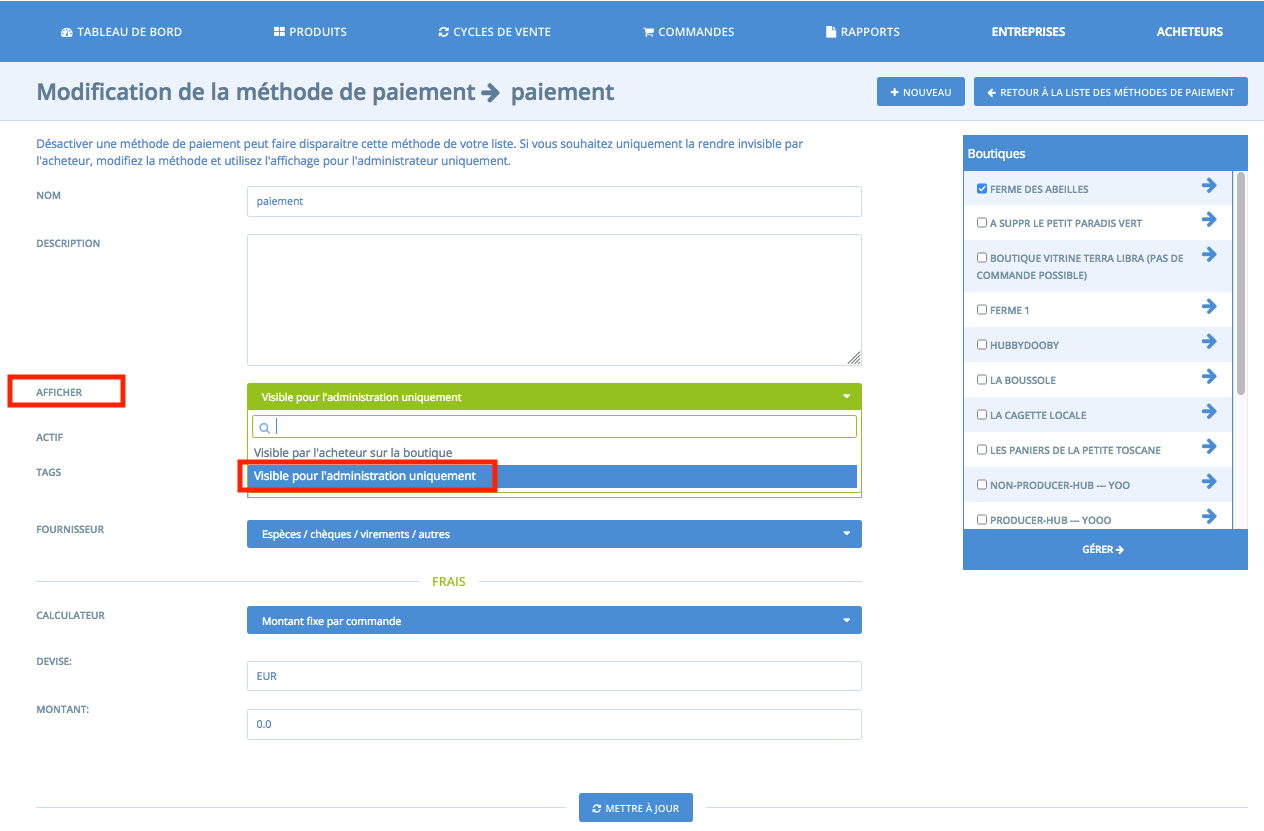 TABLEAU DE BORD
PRODUITS
CYCLES DE VENTE
COMMANDES
RAPPORTS
ENTREPRISES
ACHETEURS
Modification de la méthode de paiement → paiement
+ NOUVEAU
← RETOUR À LA LISTE DES MÉTHODES DE PAIEMENT
Désactiver une méthode de paiement peut faire disparaitre cette méthode de votre liste. Si vous souhaitez uniquement la rendre invisible par
l'acheteur, modifiez la méthode et utilisez l'affichage pour l'administrateur uniquement.
NOM
paiement
DESCRIPTION
AFFICHER
Visible pour l'administration uniquement
Visible par l'acheteur sur la boutique
Visible pour l'administration uniquement
ACTIF
TAGS
FOURNISSEUR
Espèces / chèques / virements / autres
FRAIS
CALCULATEUR
Montant fixe par commande
DEVISE:
EUR
MONTANT:
0.0
METTRE À JOUR
Boutiques
FERME DES ABEILLES
A SUPPR LE PETIT PARADIS VERT
BOUTIQUE VITRINE TERRA LIBRA (PAS DE
COMMANDE POSSIBLE)
FERME 1
HUBBYDOOBY
LA BOUSSOLE
LA CAGETTE LOCALE
LES PANIERS DE LA PETITE TOSCANE
NON-PRODUCER-HUB --- YOO
PRODUCER-HUB --- YOOO
GÉRER →